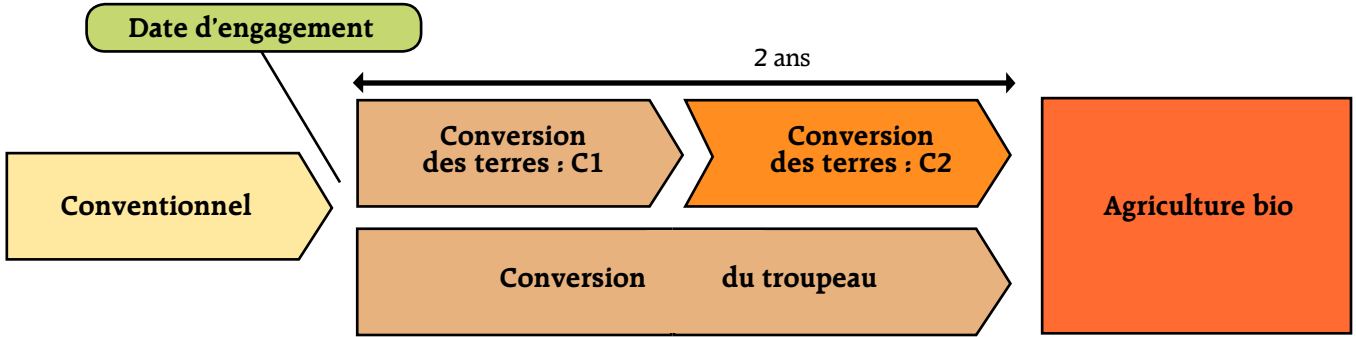 Date d'engagement
2 ans
Conversion
des terres : C1
Conversion
des terres : C2
Conventionnel
Agriculture bio
Conversion du troupeau